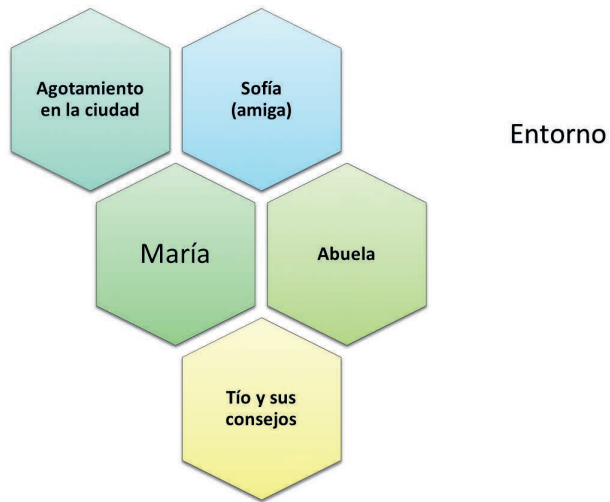 Agotamiento
en la ciudad
Sofía
(amiga)
Entorno
María
Abuela
Tío y sus
consejos